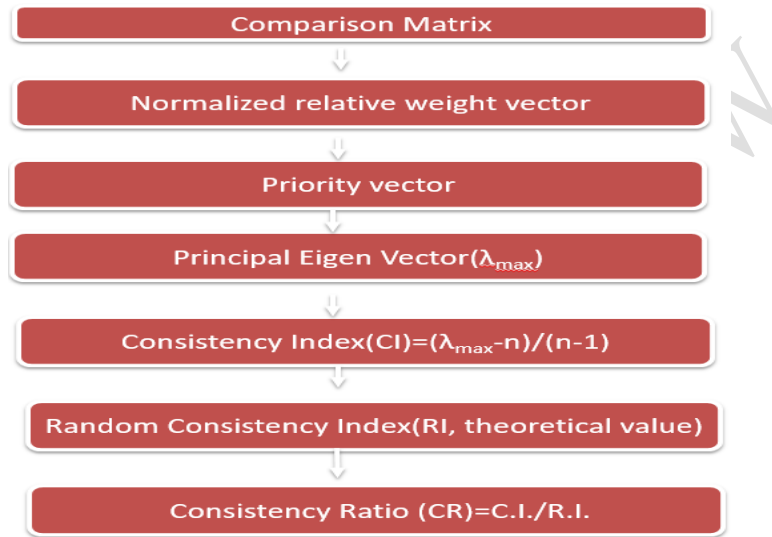 Comparison Matrix
Normalized relative weight vector
Priority vector
Principal Eigen Vector(λmax)
Consistency Index(CI)=(λmax-n)/(n-1)
Random Consistency Index(RI, theoretical value)
Consistency Ratio (CR)=C.I./R.I.